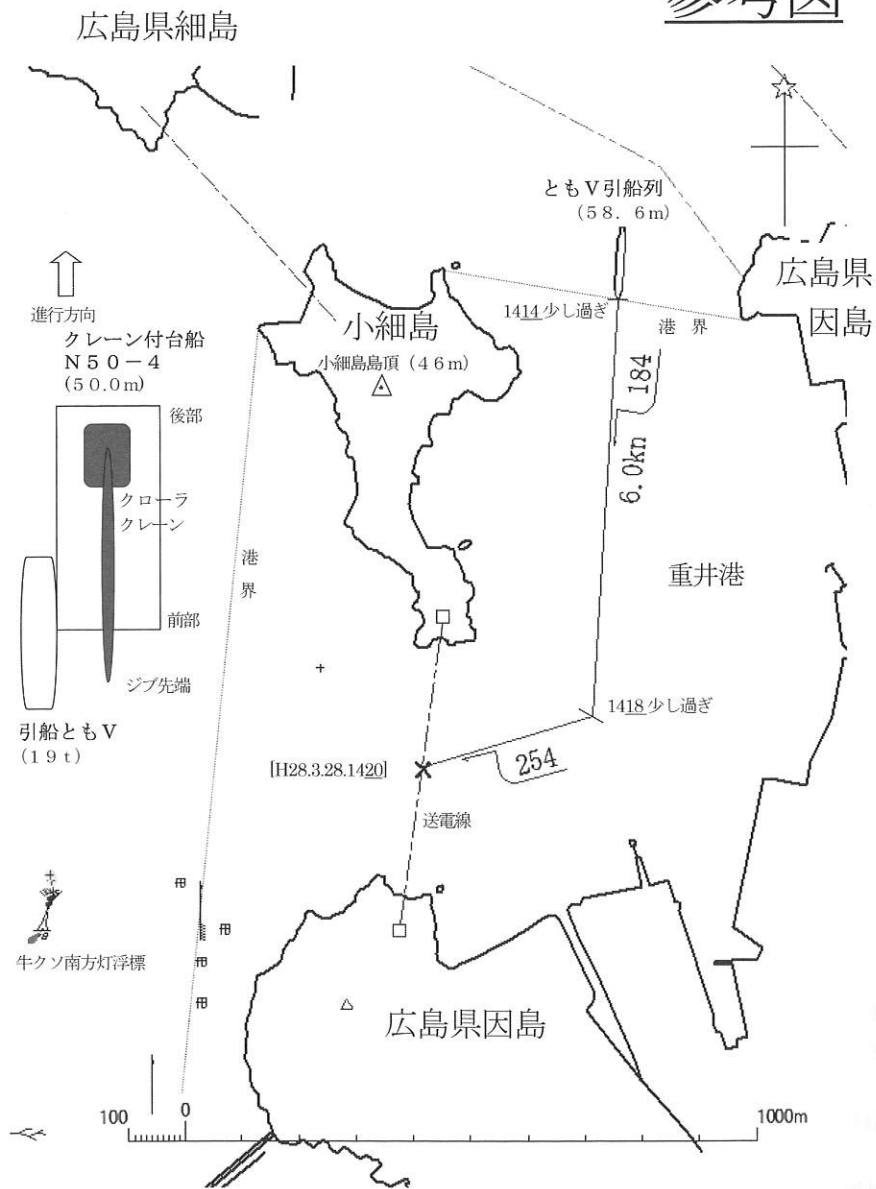 参考図
広島県細島
ともⅤ引船列
(58.6m)
広島県
因島
進行方向
クレーン付台船
N50-4
(50.0m)
後部
クローラ
クレーン
前部
ジブ先端
引船ともⅤ
(19t)
小細島
小細島島頂(46m)
1414少し過ぎ
港界
184
6.0kn
港
界
重井港
1418少し過ぎ
254
[H28.3.28.1420]
送電線
牛クソ南方灯浮標
広島県因島
100
0
1000m